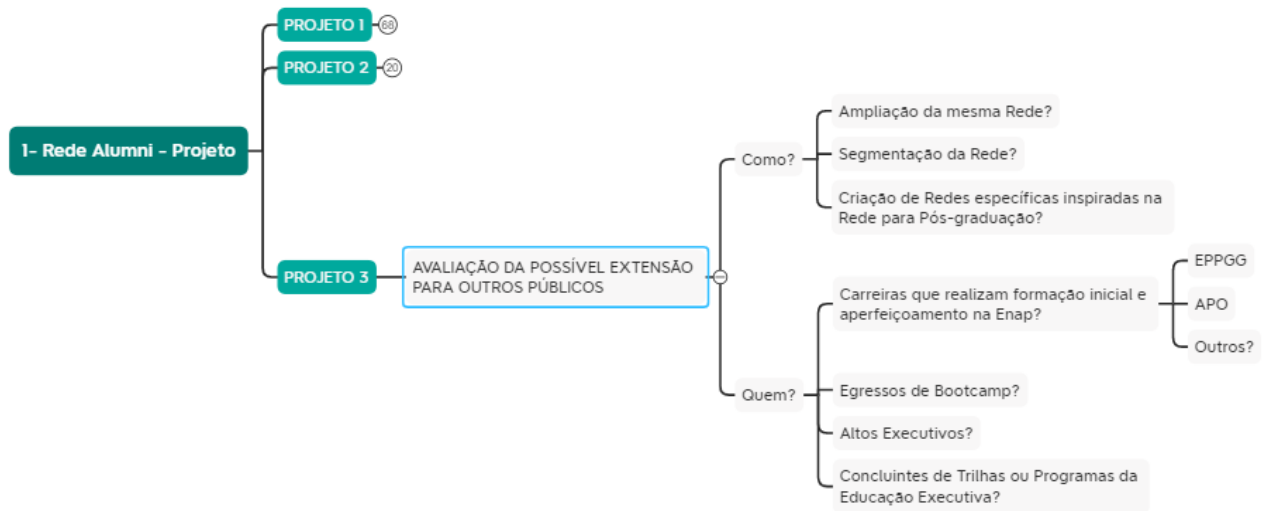 PROJETO 1
68
PROJETO 2
20
1- Rede Alumni - Projeto
PROJETO 3
AVALIAÇÃO DA POSSÍVEL EXTENSÃO
PARA OUTROS PÚBLICOS
Como?
Ampliação da mesma Rede?
Segmentação da Rede?
Criação de Redes específicas inspiradas na
Rede para Pós-graduação?
Quem?
Carreiras que realizam formação inicial e
aperfeiçoamento na Enap?
EPPGG
APO
Outros?
Egressos de Bootcamp?
Altos Executivos?
Concluintes de Trilhas ou Programas da
Educação Executiva?